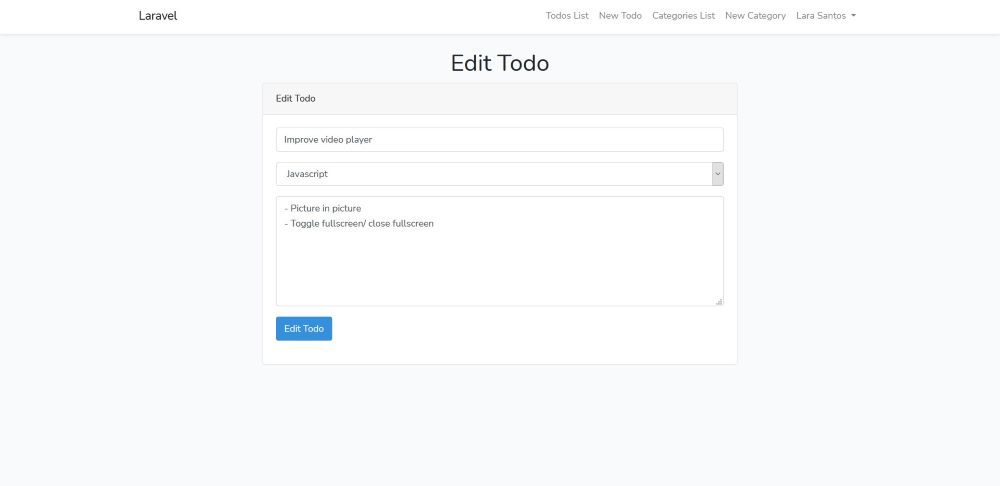 Laravel
Todos List New Todo Categories List New Category Lara Santos
Edit Todo
Edit Todo
Improve video player
Javascript
- Picture in picture
- Toggle fullscreen/ close fullscreen
Edit Todo